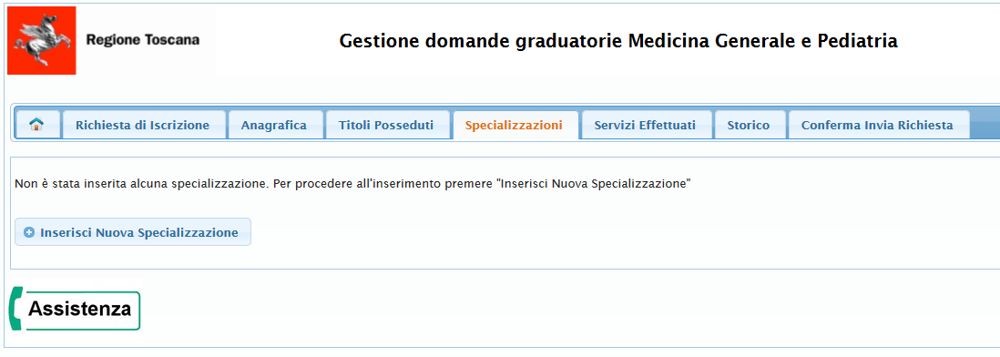 Regione Toscana
Gestione domande graduatorie Medicina Generale e Pediatria
Richiesta di Iscrizione Anagrafica Titoli Posseduti Specializzazioni Servizi Effettuati Storico Conferma Invia Richiesta
Non è stata inserita alcuna specializzazione. Per procedere all'inserimento premere "Inserisci Nuova Specializzazione"
Inserisci Nuova Specializzazione
Assistenza